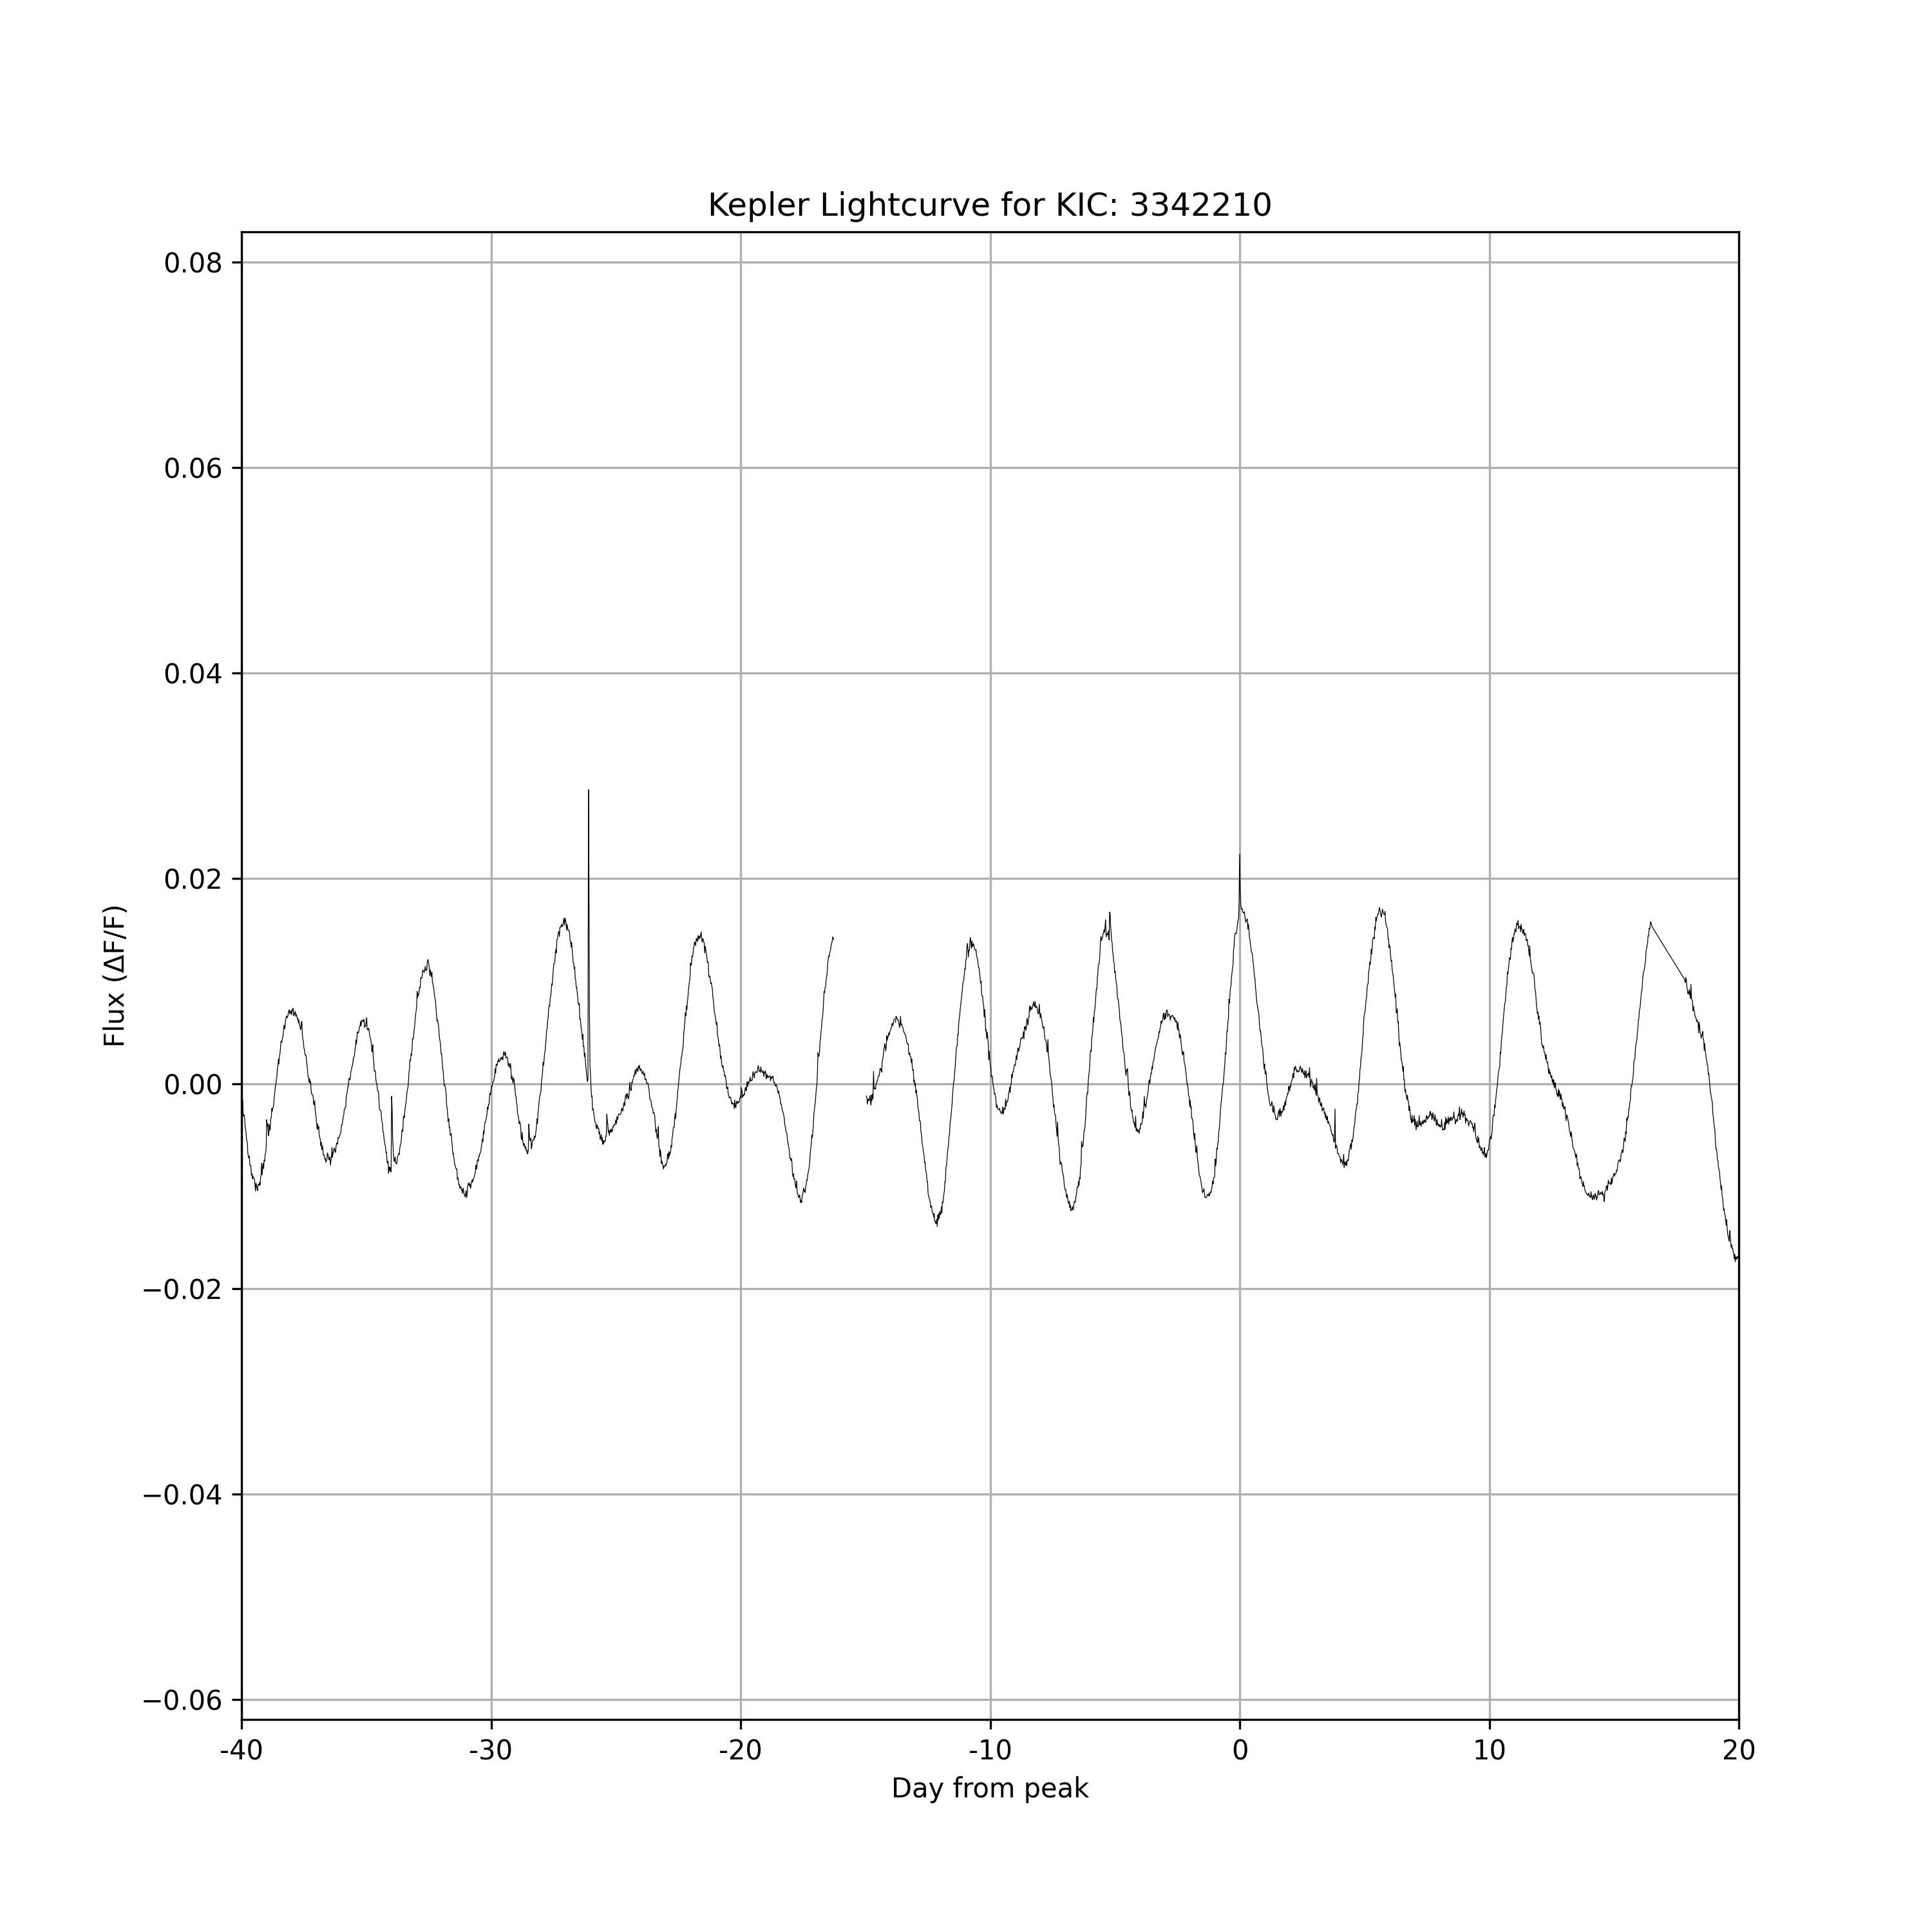 Kepler Lightcurve for KIC: 3342210
0.08
0.06
0.04
0.02
0.00
−0.02
−0.04
−0.06
Flux (ΔF/F)
-40 -30 -20 -10 0 10 20
Day from peak